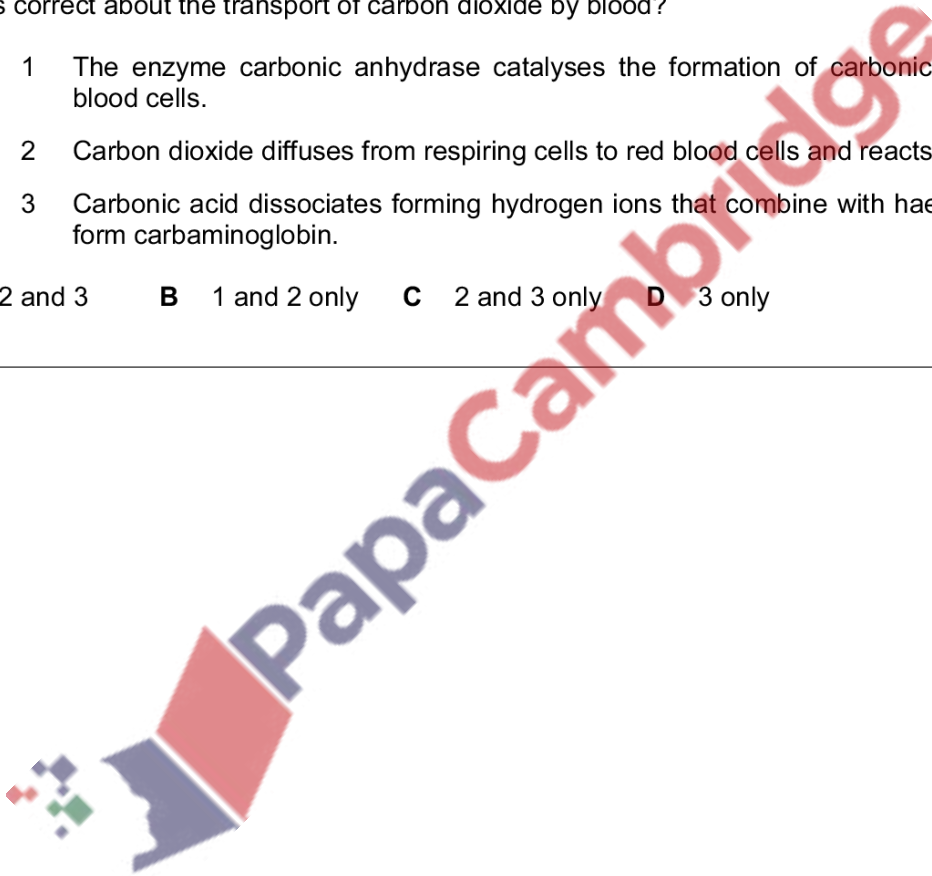 s correct about the transport of carbon dioxide by blood?
1 The enzyme carbonic anhydrase catalyses the formation of carbonic
blood cells.
2 Carbon dioxide diffuses from respiring cells to red blood cells and reacts
3 Carbonic acid dissociates forming hydrogen ions that combine with hae
form carbaminoglobin.
2 and 3 B 1 and 2 only C 2 and 3 only D 3 only
PapaCambridge